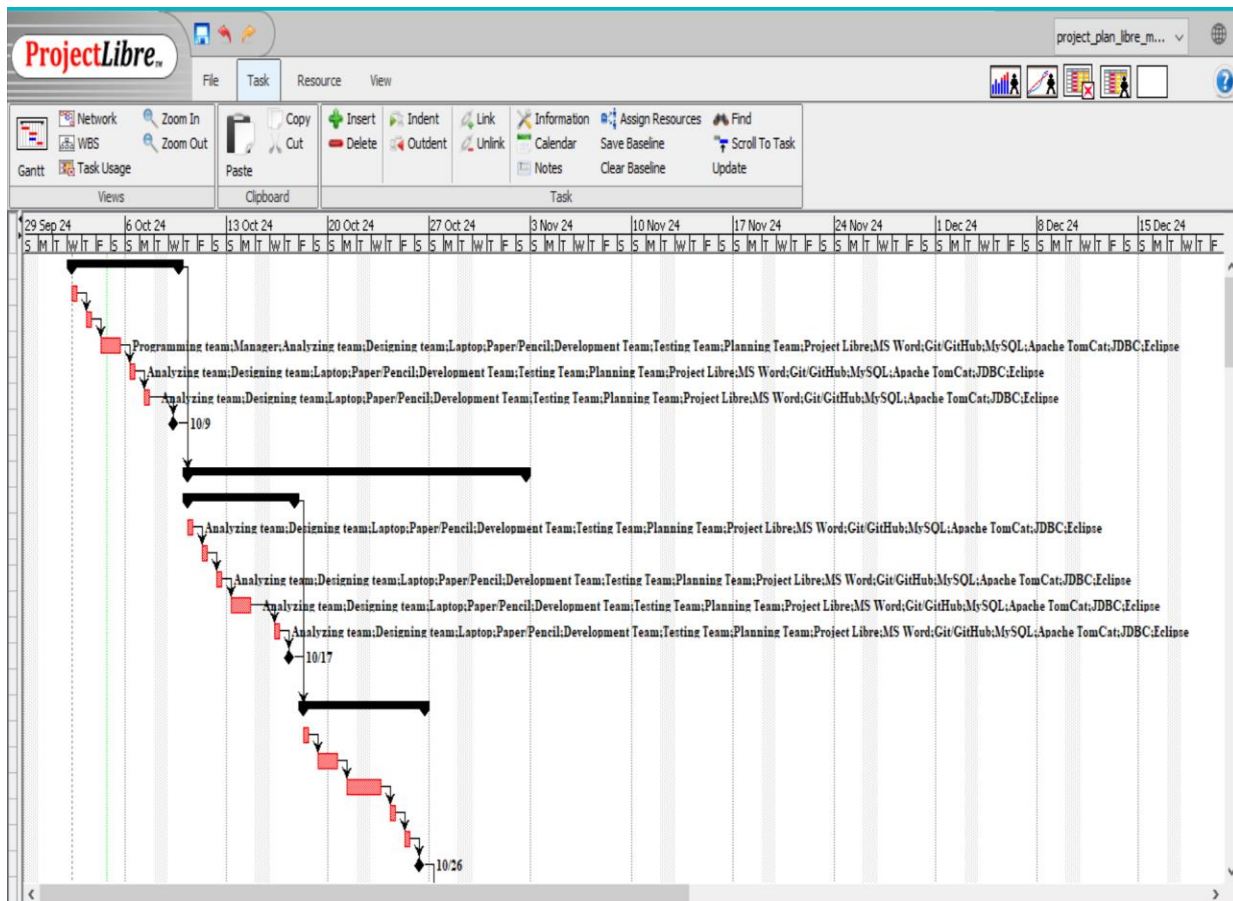 project_plan_libre_m...
ProjectLibre™
File Task Resource View
Network Zoom In Copy Insert Indent Link Information Assign Resources Find
WBS Zoom Out Cut Delete Outdent Unlink Calendar Save Baseline Scroll To Task
Gantt Task Usage Paste Notes Clear Baseline Update
Views Clipboard Task
29 Sep 24 6 Oct 24 13 Oct 24 20 Oct 24 27 Oct 24 3 Nov 24 10 Nov 24 17 Nov 24 24 Nov 24 1 Dec 24 8 Dec 24 15 Dec 24
S M T W T F S S M T W T F S S M T W T F S S M T W T F S S M T W T F S S M T W T F S S M T W T F S S M T W T F S S M T W T F S S M T W T F S S M T W T F S S M T W T F
Programming team;Manager;Analyzing team;Designing team;Laptop;Paper/Pencil;Development Team;Testing Team;Planning Team;Project Libre;MS Word;Git/GitHub;MySQL;Apache TomCat;JDBC;Eclipse
Analyzing team;Designing team;Laptop;Paper/Pencil;Development Team;Testing Team;Planning Team;Project Libre;MS Word;Git/GitHub;MySQL;Apache TomCat;JDBC;Eclipse
Analyzing team;Designing team;Laptop;Paper/Pencil;Development Team;Testing Team;Planning Team;Project Libre;MS Word;Git/GitHub;MySQL;Apache TomCat;JDBC;Eclipse
10/9
Analyzing team;Designing team;Laptop;Paper/Pencil;Development Team;Testing Team;Planning Team;Project Libre;MS Word;Git/GitHub;MySQL;Apache TomCat;JDBC;Eclipse
Analyzing team;Designing team;Laptop;Paper/Pencil;Development Team;Testing Team;Planning Team;Project Libre;MS Word;Git/GitHub;MySQL;Apache TomCat;JDBC;Eclipse
Analyzing team;Designing team;Laptop;Paper/Pencil;Development Team;Testing Team;Planning Team;Project Libre;MS Word;Git/GitHub;MySQL;Apache TomCat;JDBC;Eclipse
Analyzing team;Designing team;Laptop;Paper/Pencil;Development Team;Testing Team;Planning Team;Project Libre;MS Word;Git/GitHub;MySQL;Apache TomCat;JDBC;Eclipse
10/17
10/26